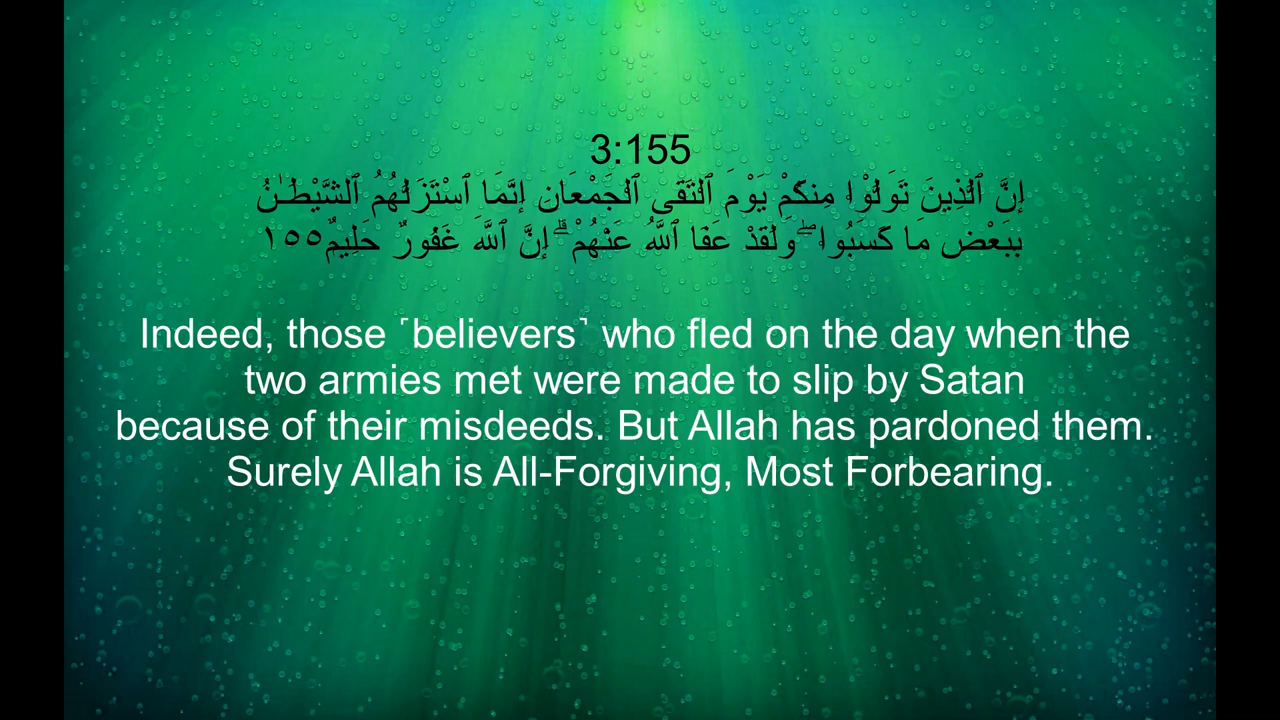 3:155
إِنَّ ٱلَّذِينَ تَوَلَّوْا۟ مِنكُمْ يَوْمَ ٱلْتَقَى ٱلْجَمْعَانِ إِنَّمَا ٱسْتَزَلَّهُمُ ٱلشَّيْطَـٰنُ
بِبَعْضِ مَا كَسَبُوا۟ ۖ وَلَقَدْ عَفَا ٱللَّهُ عَنْهُمْ ۗ إِنَّ ٱللَّهَ غَفُورٌ حَلِيمٌ ١٥٥
Indeed, those ˹believers˺ who fled on the day when the
two armies met were made to slip by Satan
because of their misdeeds. But Allah has pardoned them.
Surely Allah is All-Forgiving, Most Forbearing.